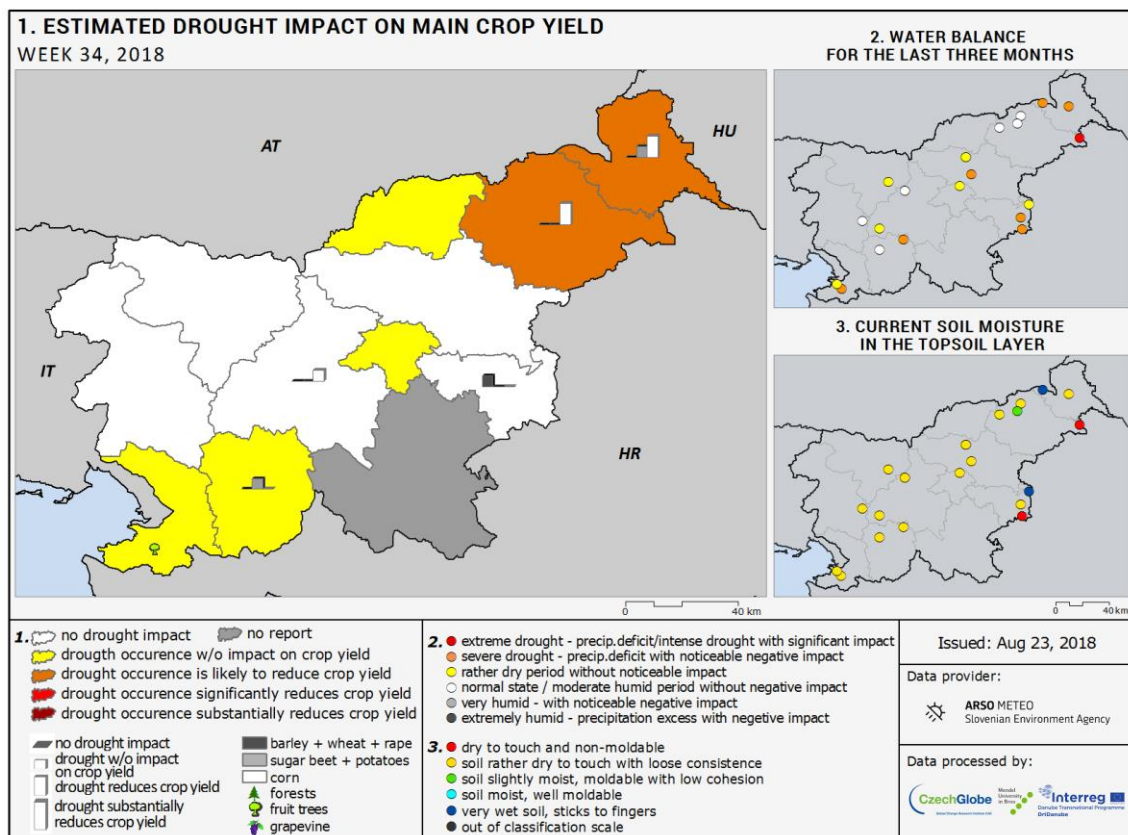 1. ESTIMATED DROUGHT IMPACT ON MAIN CROP YIELD
WEEK 34, 2018
AT
HU
IT
HR
0 40 km
2. WATER BALANCE
FOR THE LAST THREE MONTHS
3. CURRENT SOIL MOISTURE
IN THE TOPSOIL LAYER
0 40 km
1. no drought impact no report
drougth occurence w/o impact on crop yield
drought occurence is likely to reduce crop yield
drought occurence significantly reduces crop yield
drought occurence substantially reduces crop yield
no drought impact
drought w/o impact
on crop yield
drought reduces crop yield
drought substantially
reduces crop yield
barley + wheat + rape
sugar beet + potatoes
corn
forests
fruit trees
grapevine
2. extreme drought - precip.deficit/intense drought with significant impact
severe drought - precip.deficit with noticeable negative impact
rather dry period without noticeable impact
normal state / moderate humid period without negative impact
very humid - with noticeable negative impact
extremely humid - precipitation excess with negative impact
3. dry to touch and non-moldable
soil rather dry to touch with loose consistence
soil slightly moist, moldable with low cohesion
soil moist, well moldable
very wet soil, sticks to fingers
out of classification scale
Issued: Aug 23, 2018
Data provider:
ARSO METEO
Slovenian Environment Agency
Data processed by:
CzechGlobe
Mendel
University
in Brno
Interreg
Danube Transnational Programme
DriDanube